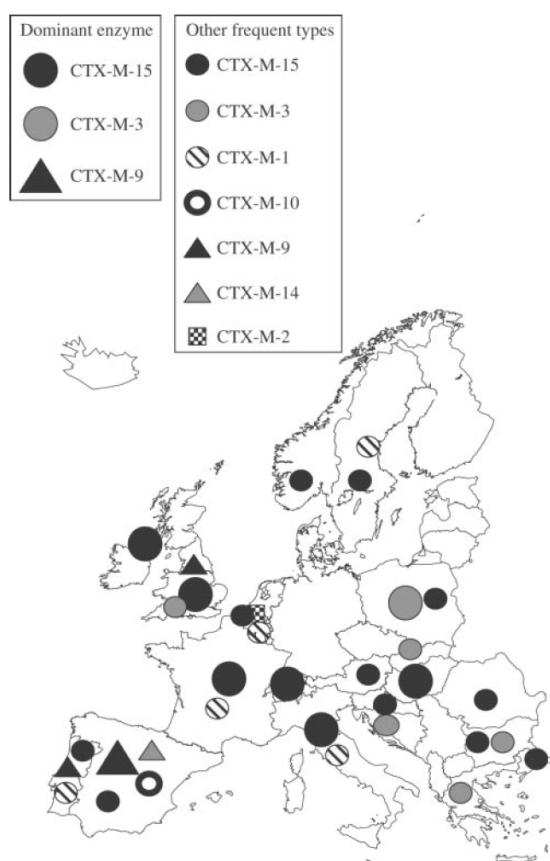 Dominant enzyme
CTX-M-15
CTX-M-3
CTX-M-9
Other frequent types
CTX-M-15
CTX-M-3
CTX-M-1
CTX-M-10
CTX-M-9
CTX-M-14
CTX-M-2